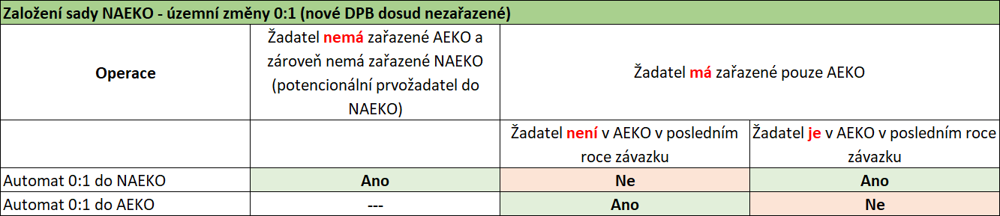 Založení sady NAEKO - územní změny 0:1 (nové DPB dosud nezařazené)
Operace
Žadatel nemá zařazené AEKO a
zároveň nemá zařazené NAEKO
(potencionální prvožadatel do
NAEKO)
Žadatel má zařazené pouze AEKO
Žadatel není v AEKO v posledním
roce závazku
Žadatel je v AEKO v posledním roce
závazku
Automat 0:1 do NAEKO
Ano
Ne
Ano
Automat 0:1 do AEKO
---
Ano
Ne